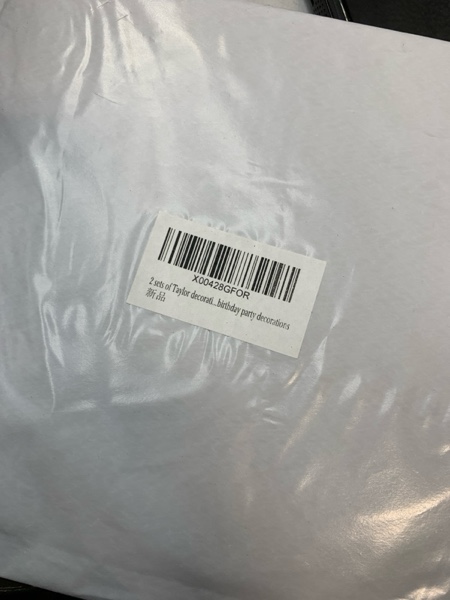 X00428GFOR
2 sets of Taylor decorati...birthday party decorations
新品